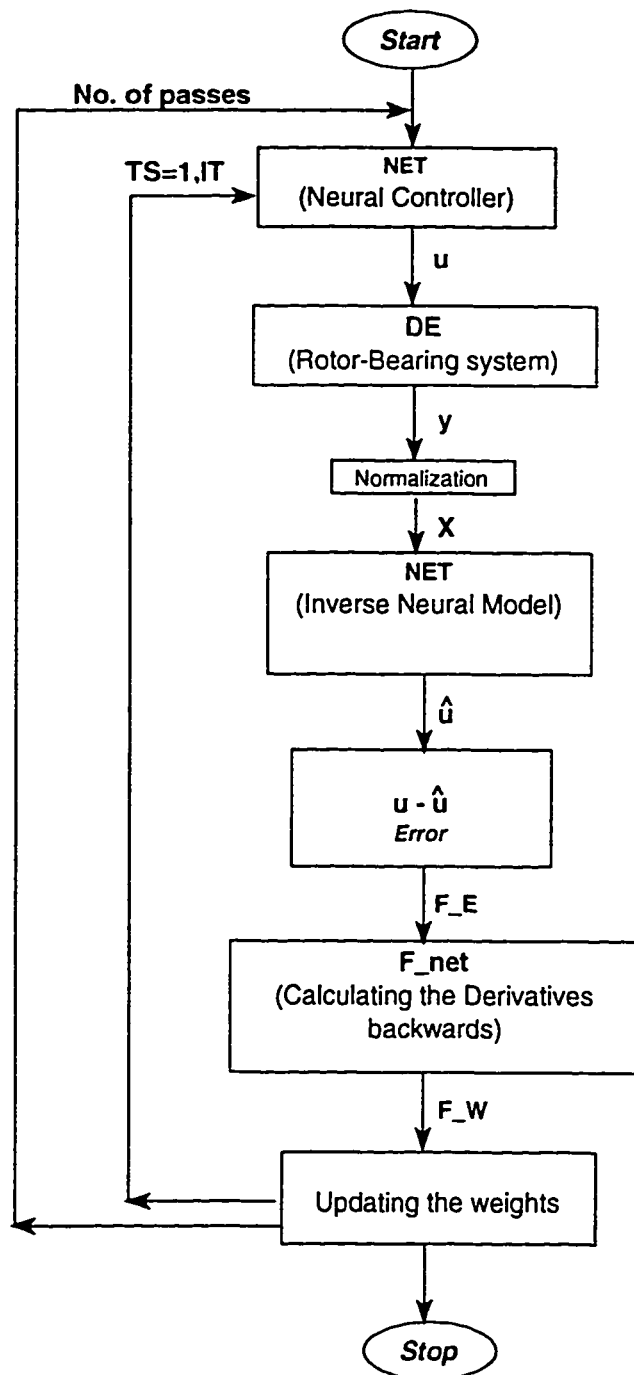 Start
No. of passes
TS=1,IT
NET
(Neural Controller)
u
DE
(Rotor-Bearing system)
y
Normalization
X
NET
(Inverse Neural Model)
û
u - û
Error
F_E
F_net
(Calculating the Derivatives
backwards)
F_W
Updating the weights
Stop